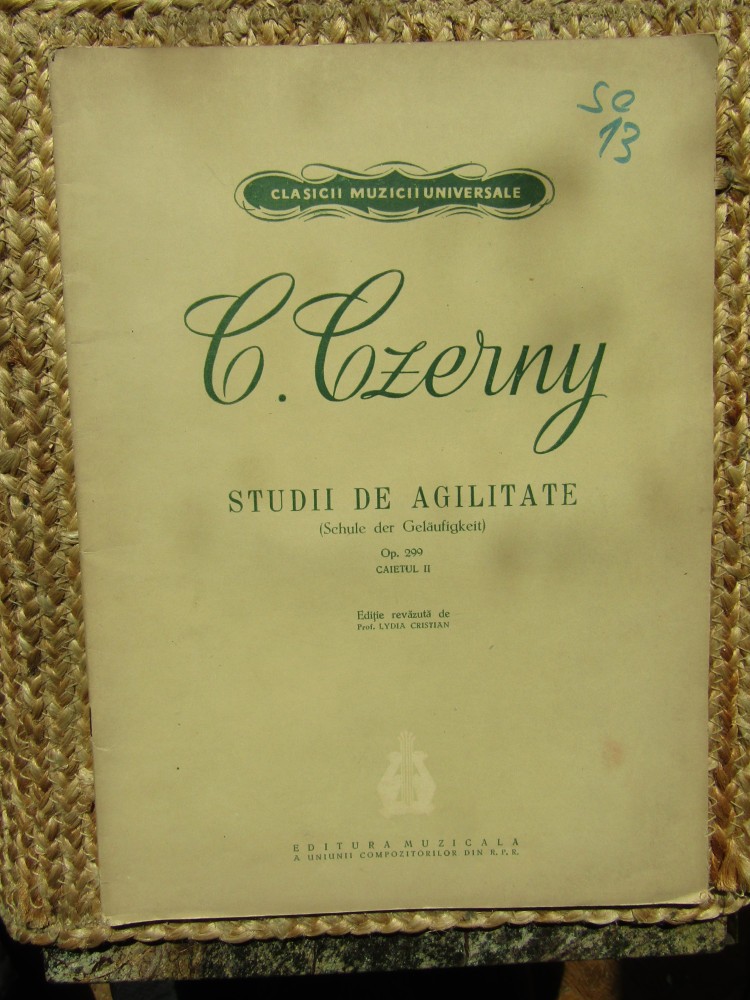 SC
13
CLASICII MUZICII UNIVERSALE
C. Czerny
STUDII DE AGILITATE
(Schule der Geläufigkeit)
Op. 299
CAIETUL II
Ediție revăzută de
Prof. LYDIA CRISTIAN
EDITURA MUZICALA
A UNIUNII COMPOZITORILOR DIN R.P.R.